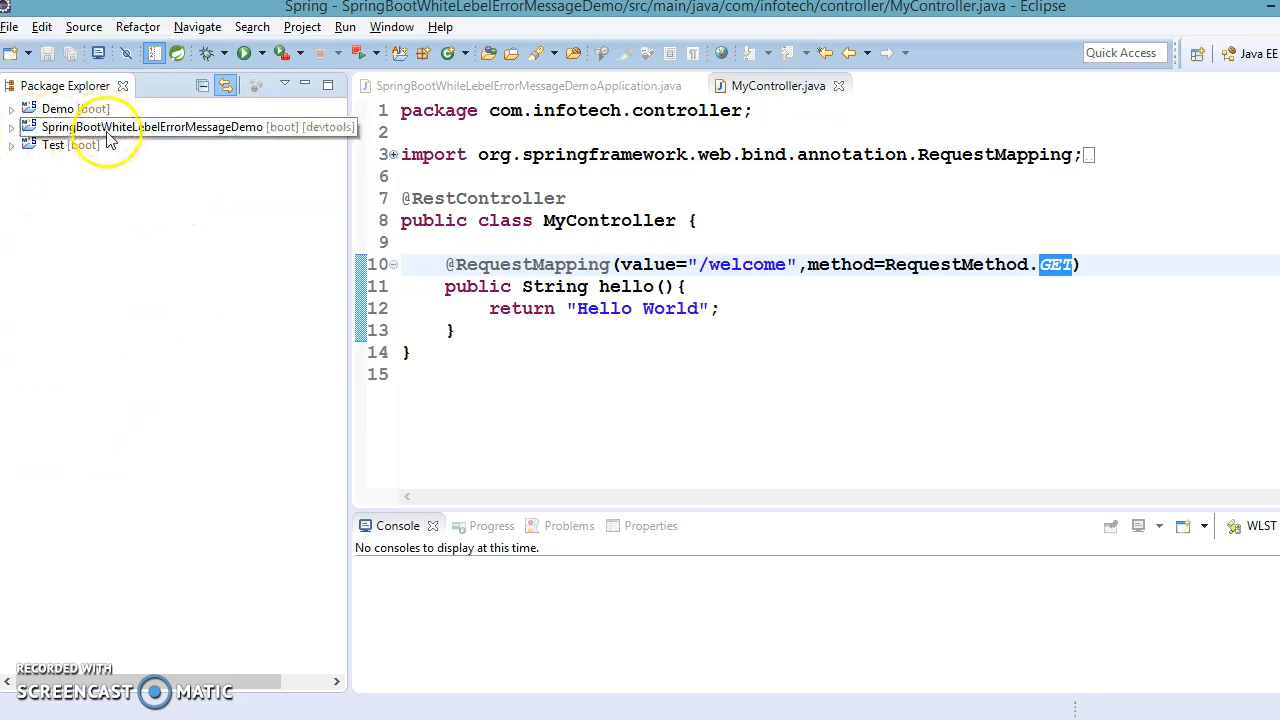 Spring - SpringBootWhiteLebelErrorMessageDemo/src/main/java/com/infotech/controller/MyController.java - Eclipse
File Edit Source Refactor Navigate Search Project Run Window Help
Quick Access Java EE
Package Explorer
Demo [boot]
SpringBootWhiteLebelErrorMessageDemo [boot] [devtools]
Test [boot]
SpringBootWhiteLebelErrorMessageDemoApplication.java MyController.java
1 package com.infotech.controller;
2
3 import org.springframework.web.bind.annotation.RequestMapping;
6
7 @RestController
8 public class MyController {
9
10 @RequestMapping(value="/welcome",method=RequestMethod.GET)
11 public String hello(){
12 return "Hello World";
13 }
14 }
15
Console Progress Problems Properties WLST
No consoles to display at this time.
RECORDED WITH
SCREENCAST MATIC